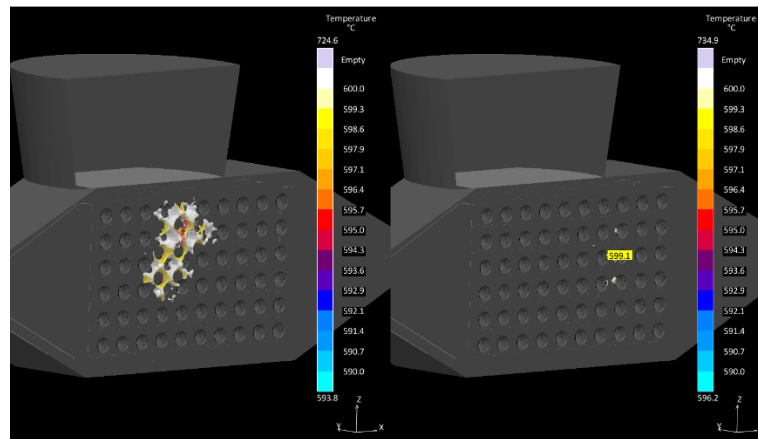 Temperature
°C
724.6
Empty
600.0
599.3
598.6
597.9
597.1
596.4
595.7
595.0
594.3
593.6
592.9
592.1
591.4
590.7
590.0
593.8
Z
Y
X
Temperature
°C
734.9
Empty
600.0
599.3
598.6
597.9
597.1
596.4
595.7
595.0
594.3
593.6
592.9
592.1
591.4
590.7
590.0
596.2
599.1
Z
Y
X